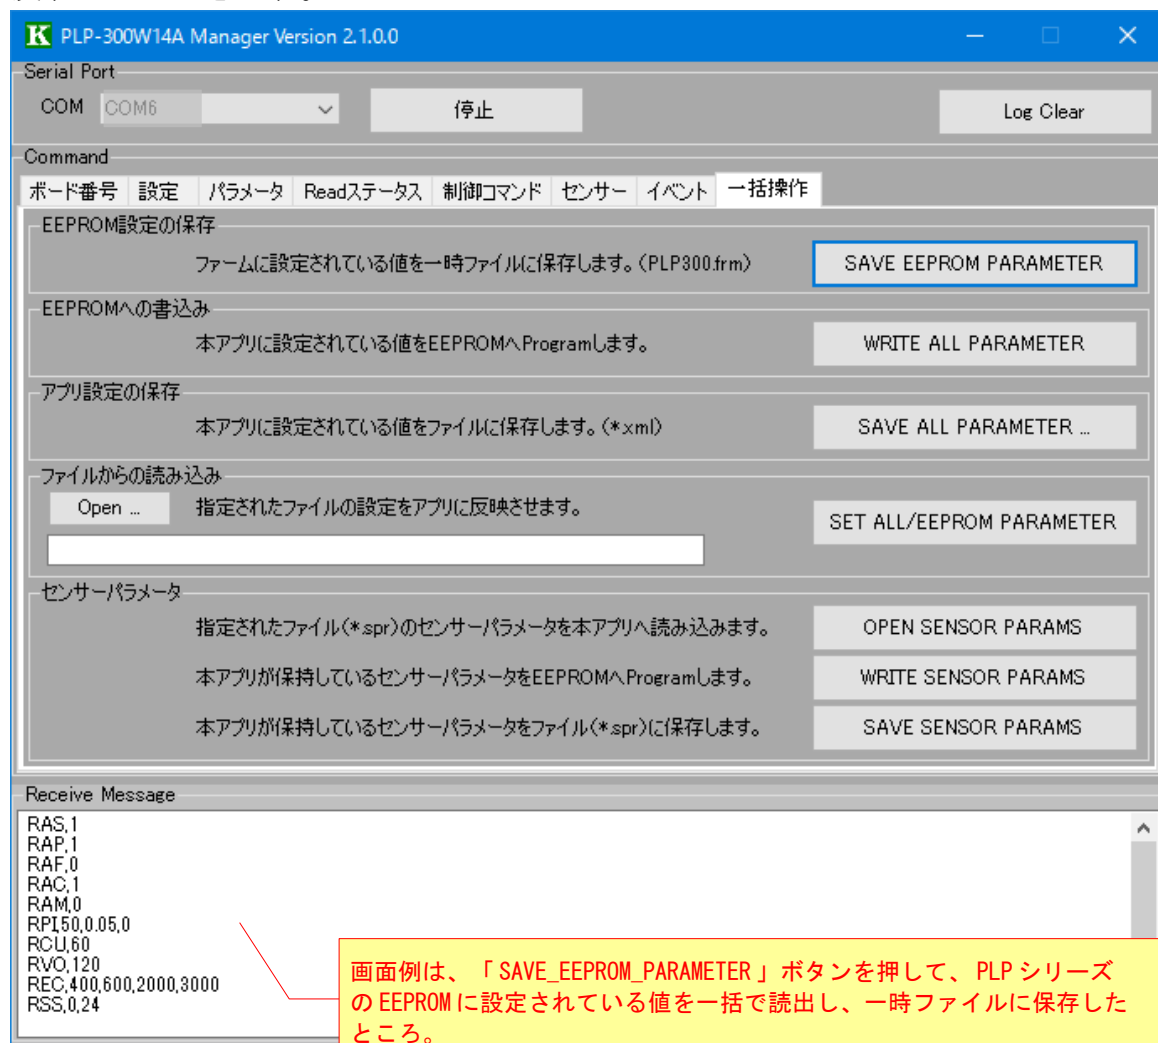 PLP-300W14A Manager Version 2.1.0.0
Serial Port
COM COM6 停止 Log Clear
Command
ボード番号 設定 パラメータ Readステータス 制御コマンド センサー イベント 一括操作
EEPROM設定の保存
ファームに設定されている値を一時ファイルに保存します。(PLP300.frm) SAVE EEPROM PARAMETER
EEPROMへの書込み
本アプリに設定されている値をEEPROMへProgramします。 WRITE ALL PARAMETER
アプリ設定の保存
本アプリに設定されている値をファイルに保存します。(*.xml) SAVE ALL PARAMETER ...
ファイルからの読み込み
Open ... 指定されたファイルの設定をアプリに反映させます。
SET ALL/EEPROM PARAMETER
センサーパラメータ
指定されたファイル(*.spr)のセンサーパラメータを本アプリへ読み込みます。 OPEN SENSOR PARAMS
本アプリが保持しているセンサーパラメータをEEPROMへProgramします。 WRITE SENSOR PARAMS
本アプリが保持しているセンサーパラメータをファイル(*.spr)に保存します。 SAVE SENSOR PARAMS
Receive Message
RAS,1
RAP,1
RAF,0
RAC,1
RAM,0
RPI,50,0.05,0
RCU,60
RVO,120
REC,400,600,2000,3000
RSS,0,24
画面例は、「SAVE_EEPROM_PARAMETER」ボタンを押して、PLPシリーズ
のEEPROMに設定されている値を一括で読出し、一時ファイルに保存した
ところ。